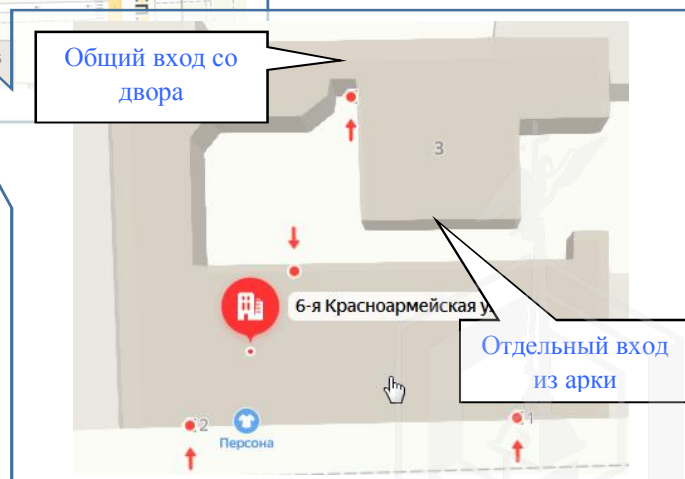 Общий вход со
двора
3
6-я Красноармейская у
Отдельный вход
из арки
2
1
Персона